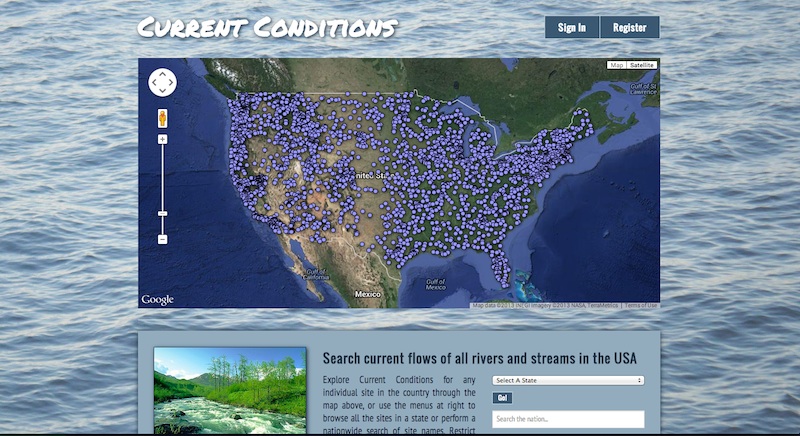 Current Conditions
Sign In
Register
Map
Satellite
Gulf of St
Lawrence
nited Sta
Gulf of
California
Gulf of
Mexico
Mexico
Google
Map data ©2013 INEGI Imagery ©2013 NASA, TerraMetrics
Terms of Use
Search current flows of all rivers and streams in the USA
Explore Current Conditions for any
individual site in the country through the
map above, or use the menus at right to
browse all the sites in a state or perform a
nationwide search of site names. Restrict
Select A State
Go!
Search the nation...